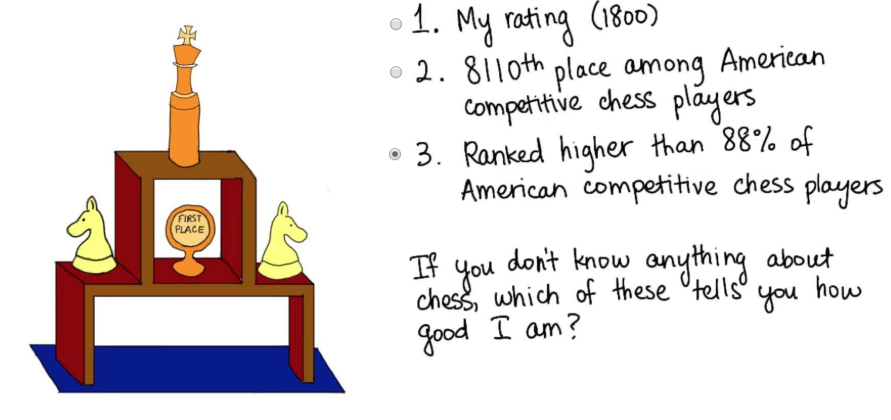 FIRST
PLACE
1. My rating (1800)
2. 8110th place among American
competitive chess players
3. Ranked higher than 88% of
American competitive chess players
If you don't know anything about
chess, which of these "tells" you how
good I am?